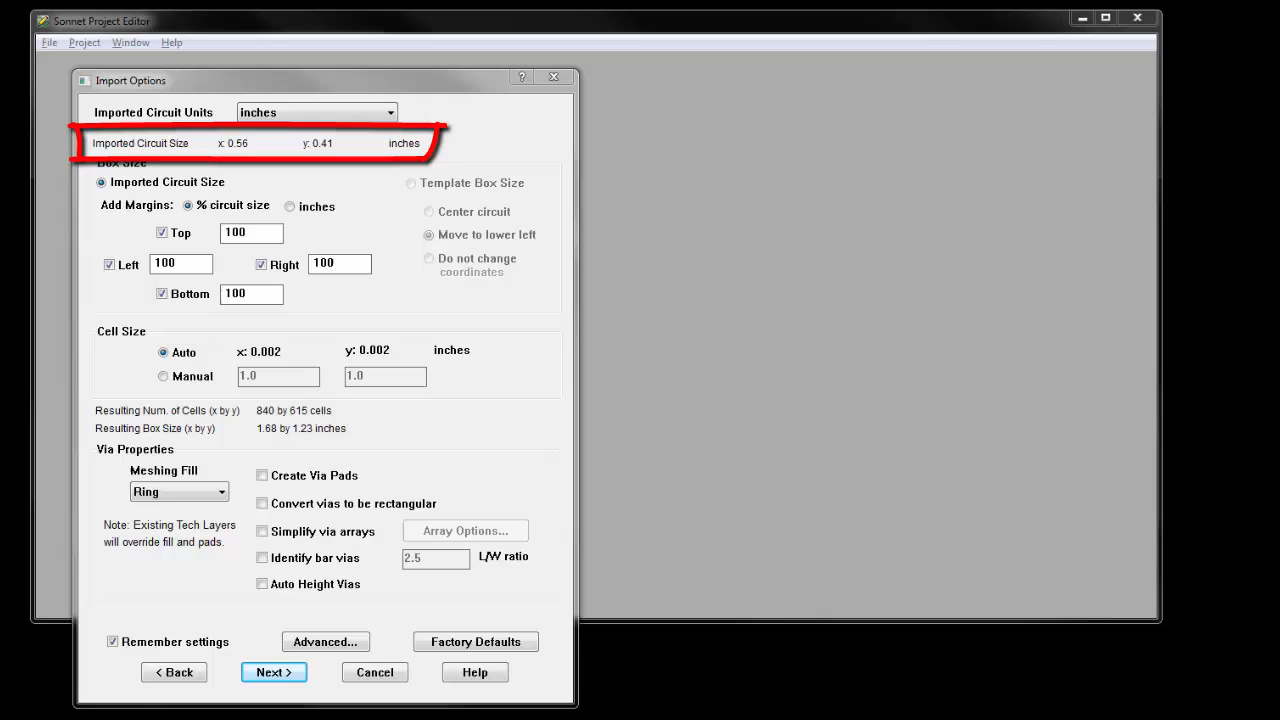 Sonnet Project Editor
File Project Window Help
Import Options
Imported Circuit Units inches
Imported Circuit Size x: 0.56 y: 0.41 inches
Box Size
Imported Circuit Size Template Box Size
Add Margins: % circuit size inches
Center circuit
Top 100
Move to lower left
Left 100 Right 100
Do not change
coordinates
Bottom 100
Cell Size
Auto x: 0.002 y: 0.002 inches
Manual 1.0 1.0
Resulting Num. of Cells (x by y) 840 by 615 cells
Resulting Box Size (x by y) 1.68 by 1.23 inches
Via Properties
Meshing Fill
Ring
Create Via Pads
Convert vias to be rectangular
Note: Existing Tech Layers
will override fill and pads.
Simplify via arrays Array Options...
Identify bar vias 2.5 L/W ratio
Auto Height Vias
Remember settings Advanced... Factory Defaults
< Back Next > Cancel Help